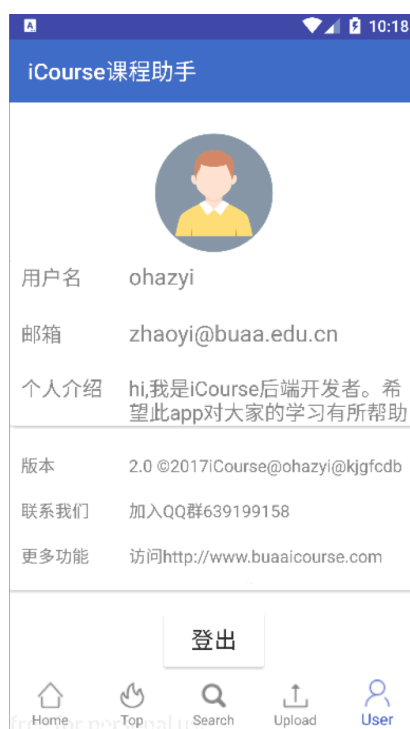 A
10:18
iCourse课程助手
用户名 ohazyi
邮箱 zhaoyi@buaa.edu.cn
个人介绍 hi,我是iCourse后端开发者。希
望此app对大家的学习有所帮助
版本 2.0 ©2017iCourse@ohazyi@kjgfcdb
联系我们 加入QQ群639199158
更多功能 访问http://www.buaaicourse.com
登出
Home Top Search Upload User
free for personal use